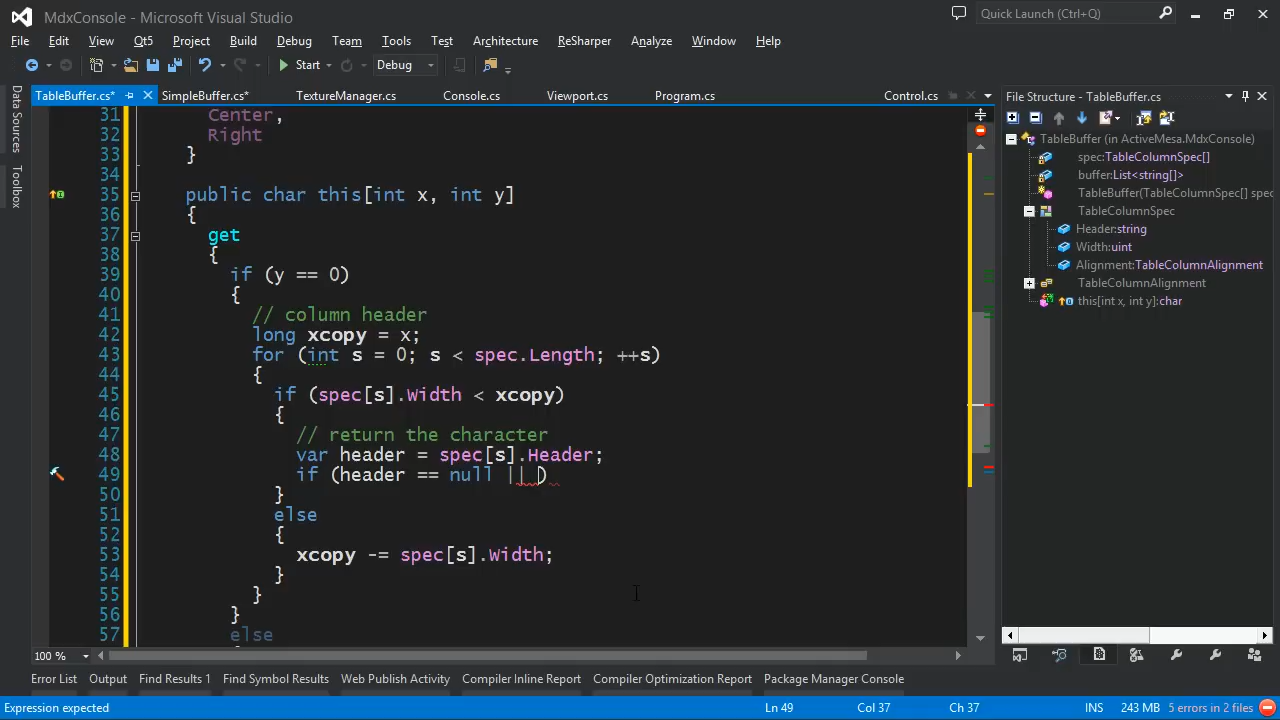 MdxConsole - Microsoft Visual Studio
Quick Launch (Ctrl+Q)
File Edit View Qt5 Project Build Debug Team Tools Test Architecture ReSharper Analyze Window Help
Start Debug
TableBuffer.cs* SimpleBuffer.cs* TextureManager.cs Console.cs Viewport.cs Program.cs Control.cs
Data Sources
Toolbox
31 Center,
32 Right
33 }
34
35 public char this[int x, int y]
36 {
37 get
38 {
39 if (y == 0)
40 {
41 // column header
42 long xcopy = x;
43 for (int s = 0; s < spec.Length; ++s)
44 {
45 if (spec[s].Width < xcopy)
46 {
47 // return the character
48 var header = spec[s].Header;
49 if (header == null || )
50 }
51 else
52 {
53 xcopy -= spec[s].Width;
54 }
55 }
56 }
57 else
100 %
File Structure - TableBuffer.cs
TableBuffer (in ActiveMesa.MdxConsole)
spec:TableColumnSpec[]
buffer:List<string[]>
TableBuffer(TableColumnSpec[] spec
TableColumnSpec
Header:string
Width:uint
Alignment:TableColumnAlignment
TableColumnAlignment
this[int x, int y]:char
Error List Output Find Results 1 Find Symbol Results Web Publish Activity Compiler Inline Report Compiler Optimization Report Package Manager Console
Expression expected Ln 49 Col 37 Ch 37 INS 243 MB 5 errors in 2 files